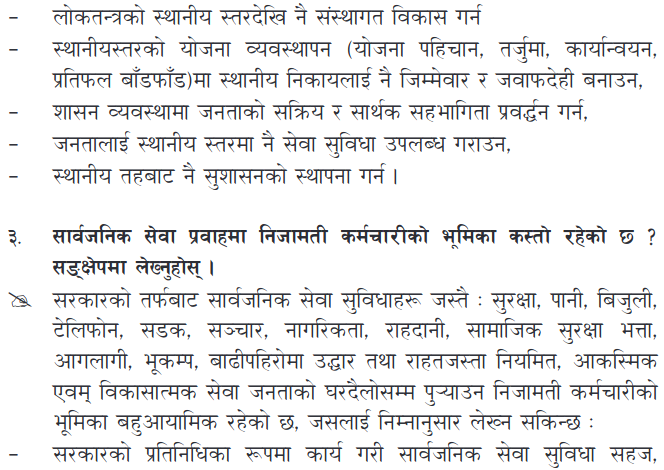 – लोकतन्त्रको स्थानीय स्तरदेखि नै संस्थागत विकास गर्न
– स्थानीयस्तरको योजना व्यवस्थापन (योजना पहिचान, तर्जुमा, कार्यान्वयन,
प्रतिफल बाँडफाँड)मा स्थानीय निकायलाई नै जिम्मेवार र जवाफदेही बनाउन,
– शासन व्यवस्थामा जनताको सक्रिय र सार्थक सहभागिता प्रवर्द्धन गर्न,
– जनतालाई स्थानीय स्तरमा नै सेवा सुविधा उपलब्ध गराउन,
– स्थानीय तहबाट नै सुशासनको स्थापना गर्न ।
३. सार्वजनिक सेवा प्रवाहमा निजामती कर्मचारीको भूमिका कस्तो रहेको छ ?
सङ्क्षेपमा लेख्नुहोस् ।
सरकारको तर्फबाट सार्वजनिक सेवा सुविधाहरू जस्तै : सुरक्षा, पानी, बिजुली,
टेलिफोन, सडक, सञ्चार, नागरिकता, राहदानी, सामाजिक सुरक्षा भत्ता,
आगलागी, भूकम्प, बाढीपहिरोमा उद्धार तथा राहतजस्ता नियमित, आकस्मिक
एवम् विकासात्मक सेवा जनताको घरदैलोसम्म पुऱ्याउन निजामती कर्मचारीको
भूमिका बहुआयामिक रहेको छ, जसलाई निम्नानुसार लेख्न सकिन्छ :
– सरकारको प्रतिनिधिका रूपमा कार्य गरी सार्वजनिक सेवा सुविधा सहज,